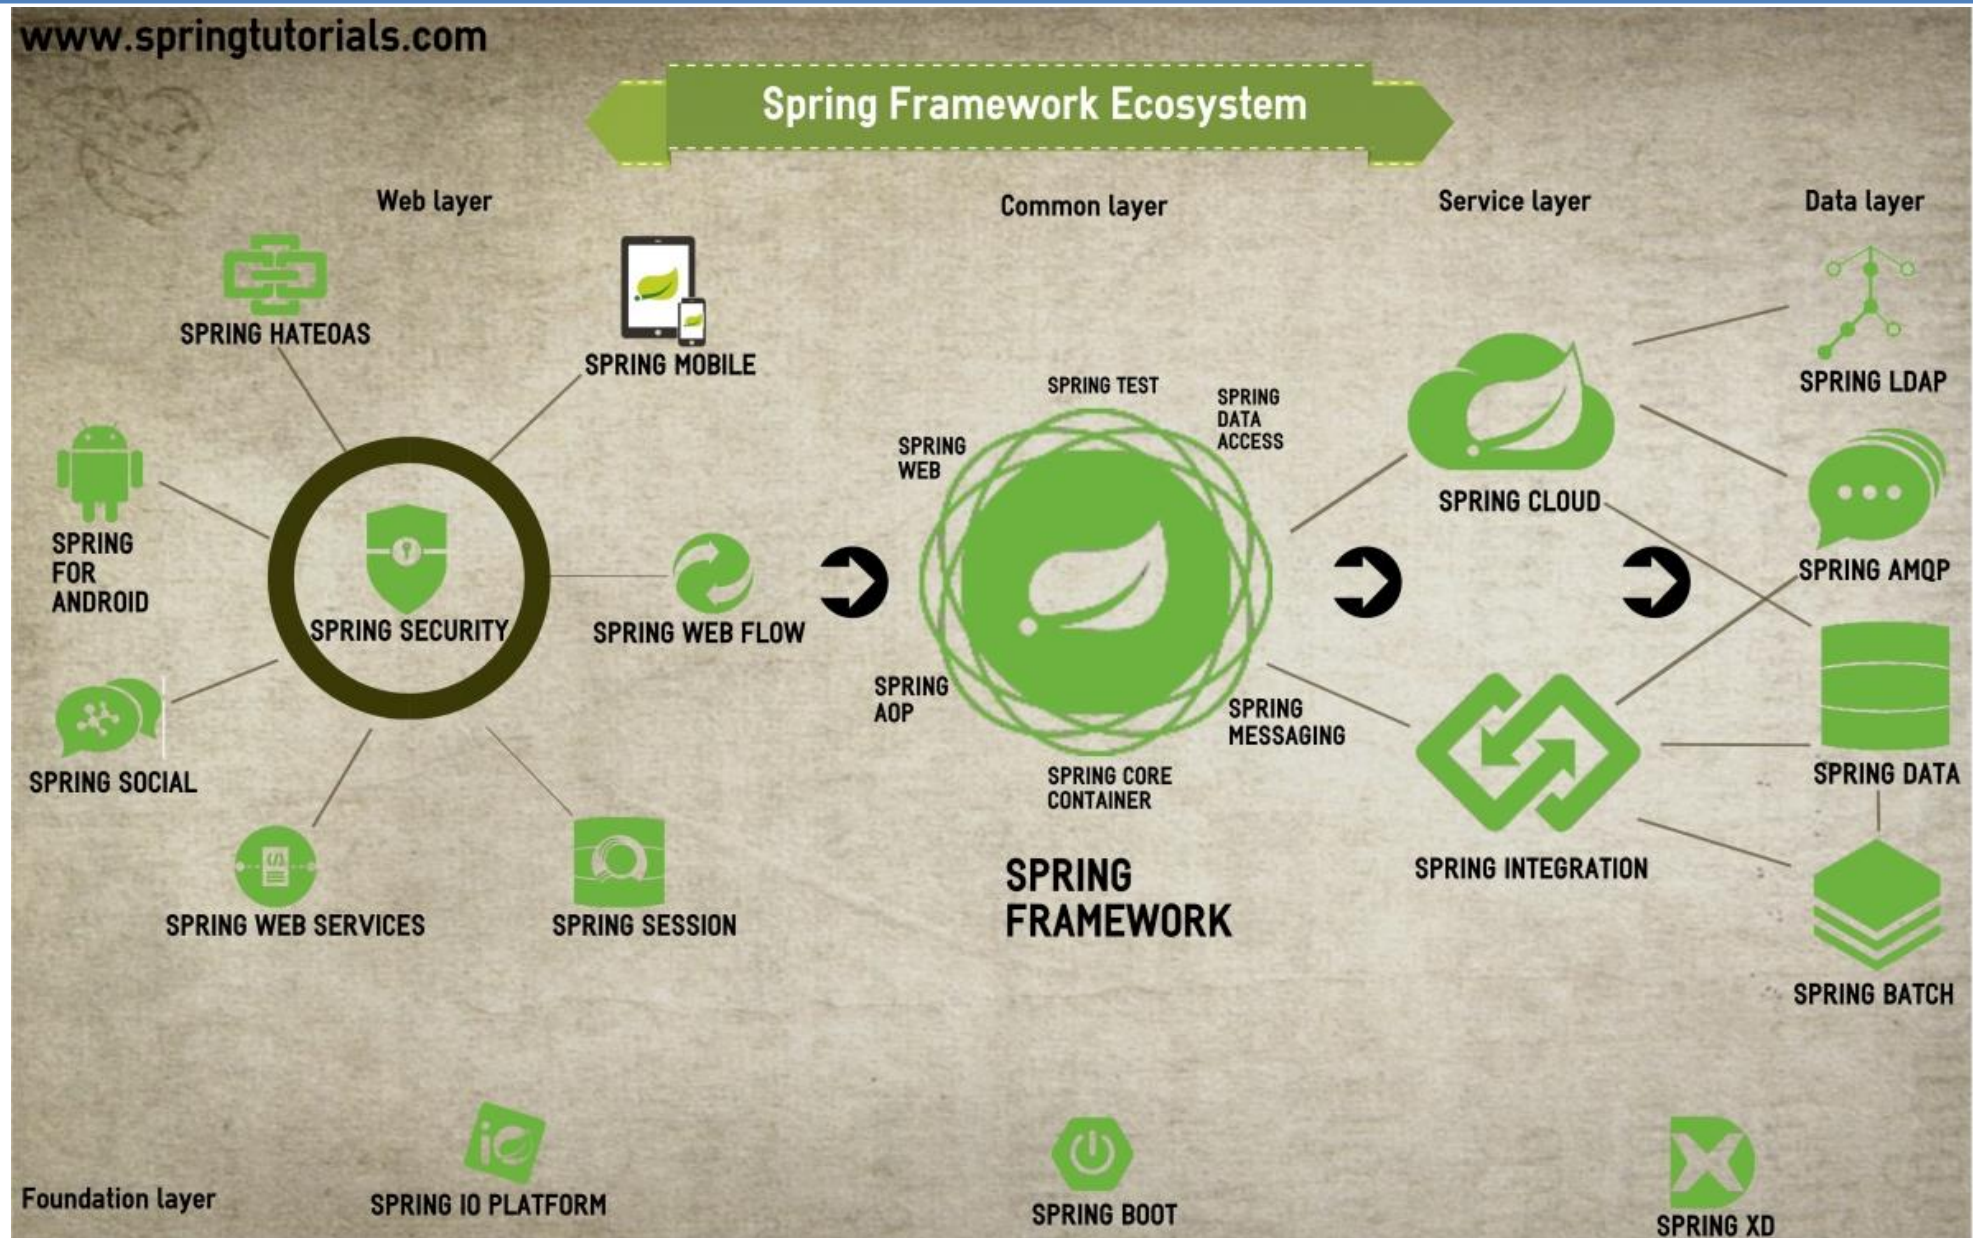 www.springtutorials.com
Spring Framework Ecosystem
Web layer
Common layer
Service layer
Data layer
SPRING HATEOAS
SPRING MOBILE
SPRING
FOR
ANDROID
SPRING SECURITY
SPRING WEB FLOW
SPRING SOCIAL
SPRING WEB SERVICES
SPRING SESSION
SPRING TEST
SPRING
DATA
ACCESS
SPRING
WEB
SPRING
AOP
SPRING
MESSAGING
SPRING CORE
CONTAINER
SPRING
FRAMEWORK
SPRING CLOUD
SPRING INTEGRATION
SPRING LDAP
SPRING AMQP
SPRING DATA
SPRING BATCH
Foundation layer
iO
SPRING IO PLATFORM
SPRING BOOT
XD
SPRING XD